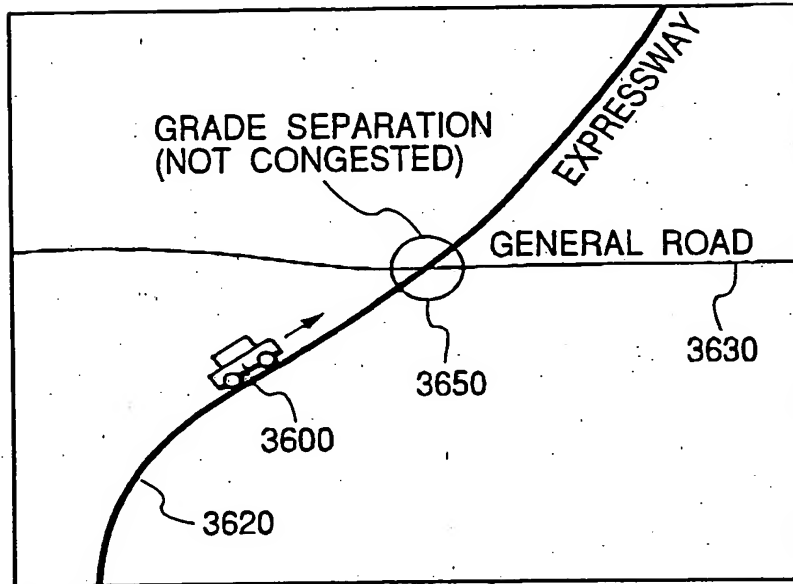 EXPRESSWAY
GRADE SEPARATION
(NOT CONGESTED)
GENERAL ROAD
3630
3650
3600
3620